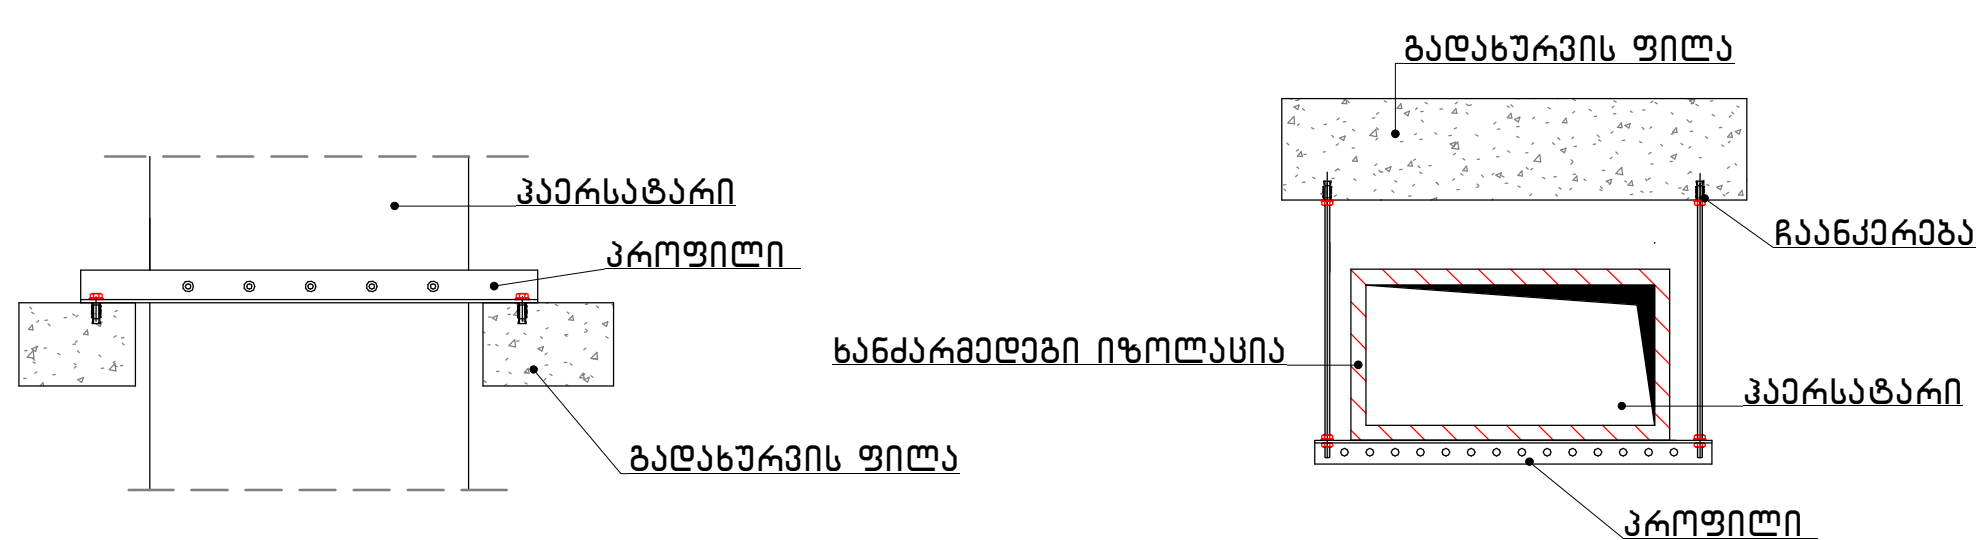 ჰაერსატარი
პროფილი
გადახურვის ფილა
გადახურვის ფილა
ჩაანკერება
ხანძარმედეგი იზოლაცია
ჰაერსატარი
პროფილი